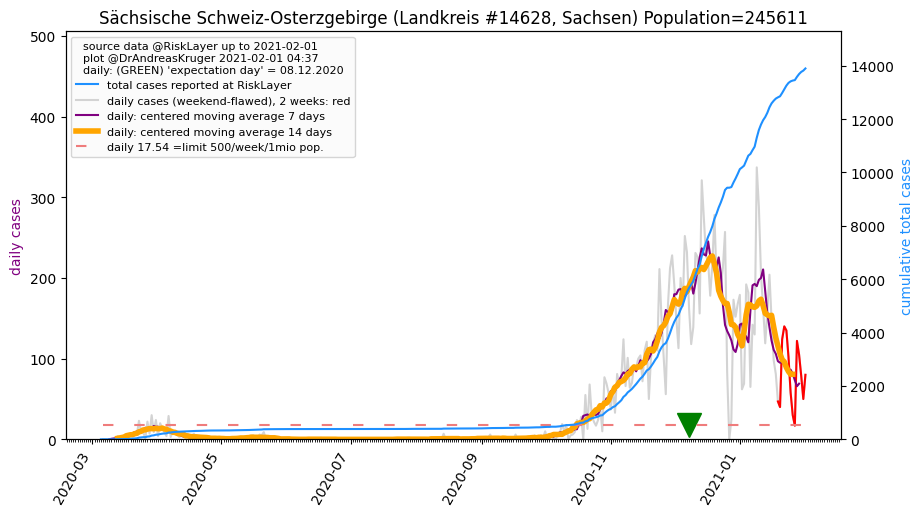 Sächsische Schweiz-Osterzgebirge (Landkreis #14628, Sachsen) Population=245611
source data @RiskLayer up to 2021-02-01
plot @DrAndreasKruger 2021-02-01 04:37
daily: (GREEN) 'expectation day' = 08.12.2020
total cases reported at RiskLayer
daily cases (weekend-flawed), 2 weeks: red
daily: centered moving average 7 days
daily: centered moving average 14 days
daily 17.54 =limit 500/week/1mio pop.
daily cases
500
400
300
200
100
0
cumulative total cases
14000
12000
10000
8000
6000
4000
2000
0
2020-03
2020-05
2020-07
2020-09
2020-11
2021-01